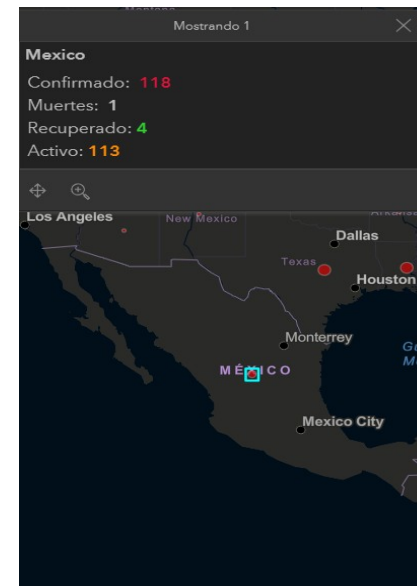 Mostrando 1
Mexico
Confirmado: 118
Muertes: 1
Recuperado: 4
Activo: 113
Los Angeles
New Mexico
Dallas
Texas
Houston
Monterrey
MÉXICO
Mexico City